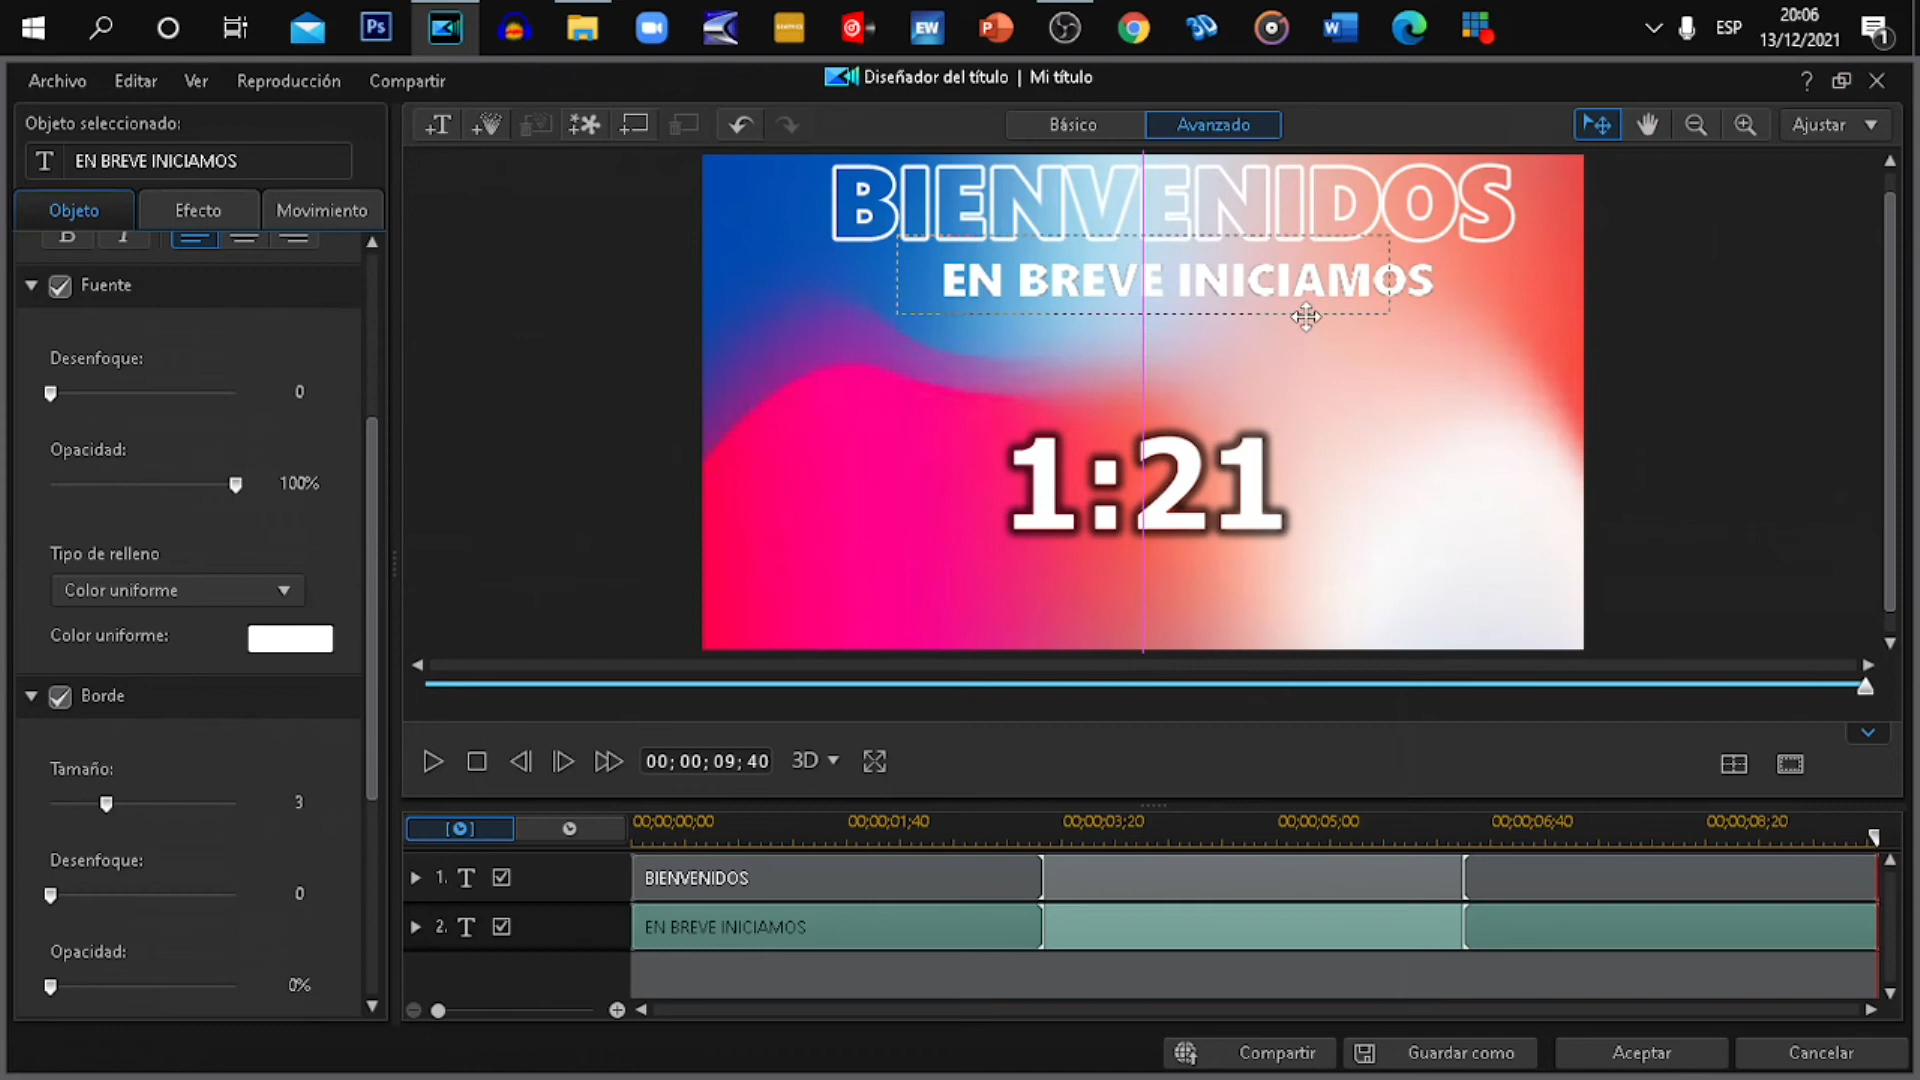 Ps
EW
ESP
20:06
13/12/2021
1
Archivo Editar Ver Reproducción Compartir
Diseñador del título | Mi título
?
Objeto seleccionado:
T EN BREVE INICIAMOS
Básico Avanzado
Ajustar
Objeto Efecto Movimiento
B I
Fuente
Desenfoque:
0
Opacidad:
100%
Tipo de relleno
Color uniforme
Color uniforme:
Borde
Tamaño:
3
Desenfoque:
0
Opacidad:
0%
BIENVENIDOS
EN BREVE INICIAMOS
1:21
00; 00; 09; 40 3D
00;00;00;00 00;00;01;40 00;00;03;20 00;00;05;00 00;00;06;40 00;00;08;20
1. T BIENVENIDOS
2. T EN BREVE INICIAMOS
Compartir Guardar como Aceptar Cancelar